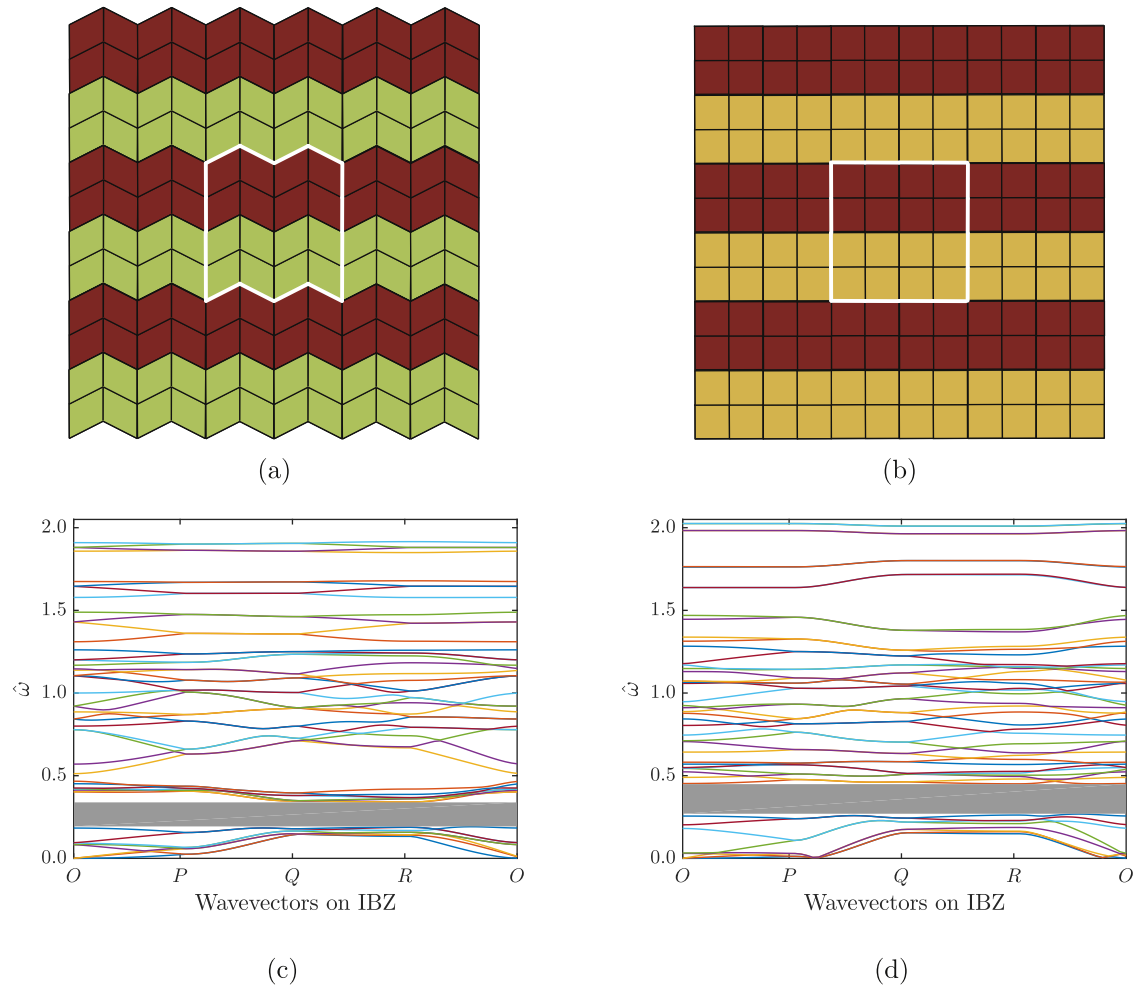 (a)
(b)
2.0
1.5
1.0
0.5
0.0
ω̂
O P Q R O
Wavevectors on IBZ
(c)
2.0
1.5
1.0
0.5
0.0
ω̂
O P Q R O
Wavevectors on IBZ
(d)